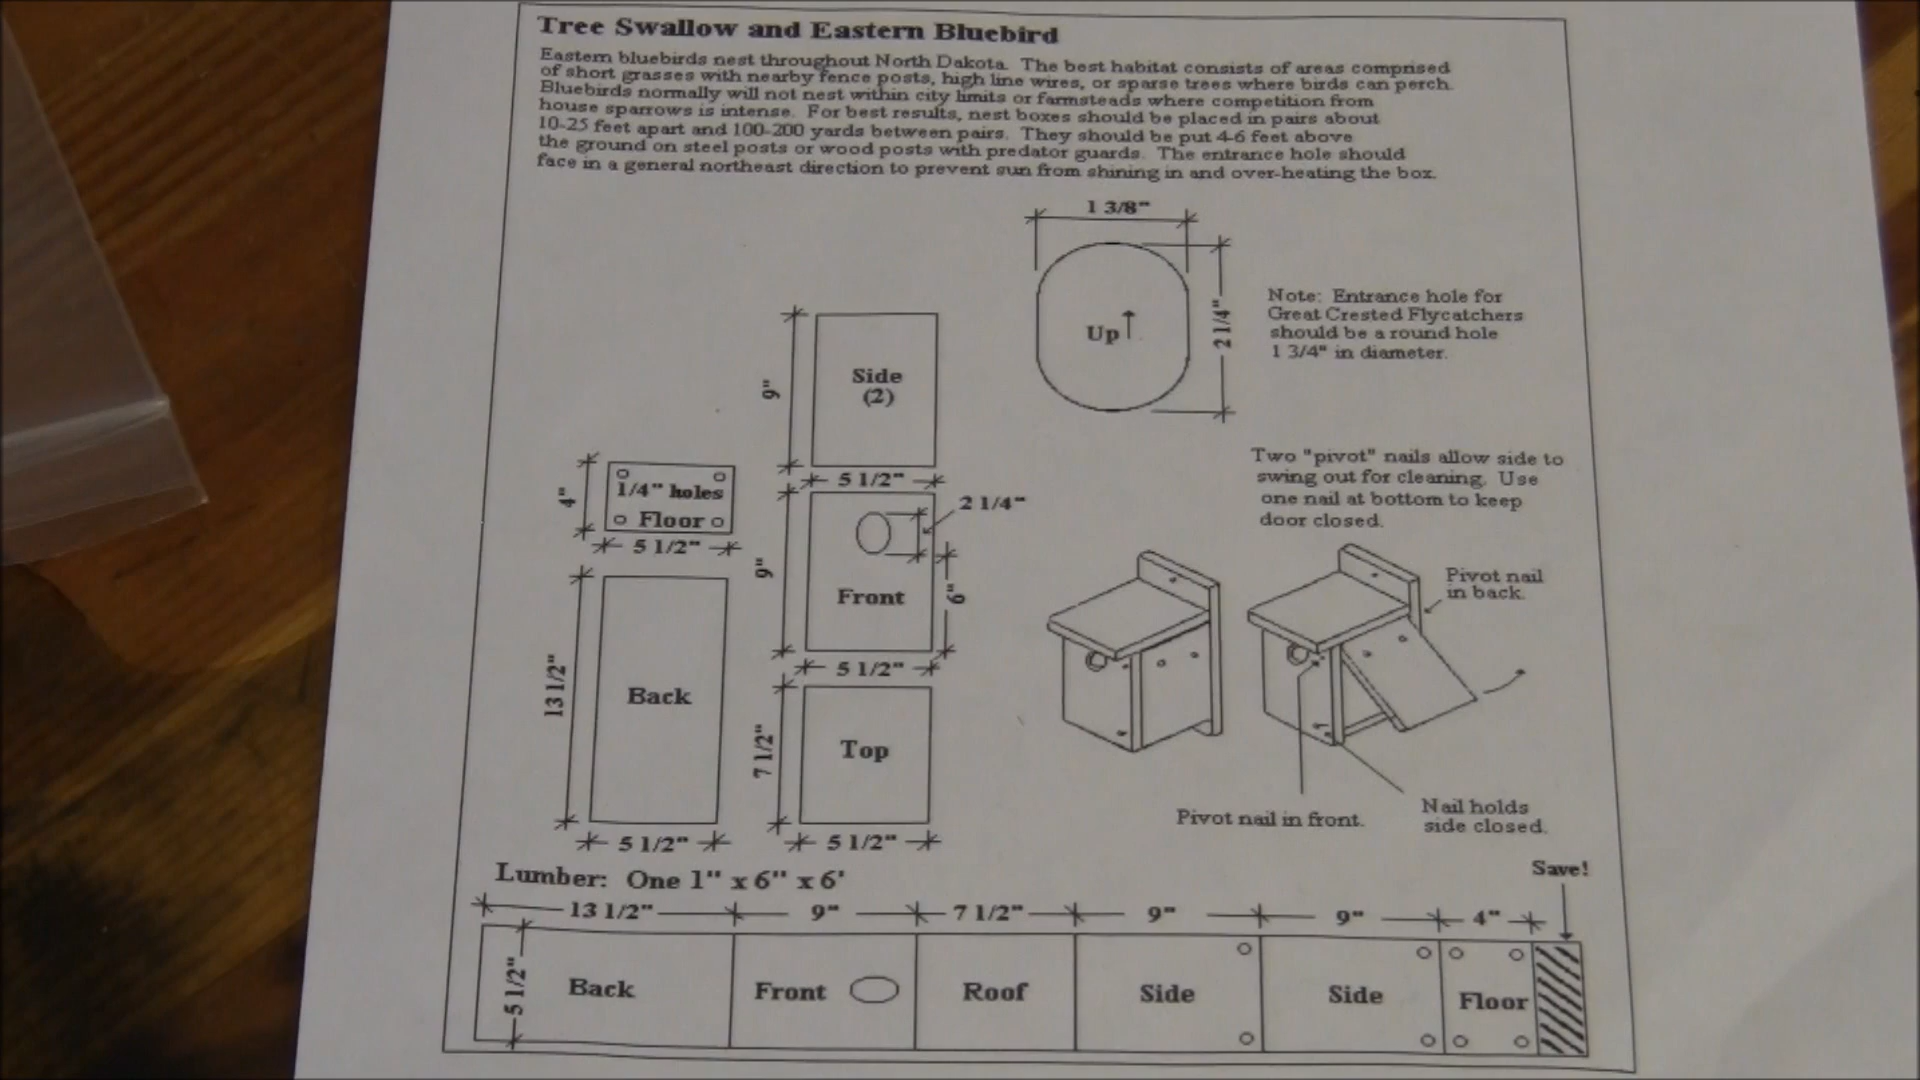 Tree Swallow and Eastern Bluebird
Eastern bluebirds nest throughout North Dakota. The best habitat consists of areas comprised
of short grasses with nearby fence posts, high line wires, or sparse trees where birds can perch.
Bluebirds normally will not nest within city limits or farmsteads where competition from
house sparrows is intense. For best results, nest boxes should be placed in pairs about
10-25 feet apart and 100-200 yards between pairs. They should be put 4-6 feet above
the ground on steel posts or wood posts with predator guards. The entrance hole should
face in a general northeast direction to prevent sun from shining in and over-heating the box.
1 3/8"
Up
2 1/4"
Note: Entrance hole for
Great Crested Flycatchers
should be a round hole
1 3/4" in diameter.
9"
Side
(2)
5 1/2"
4"
1/4" holes
Floor
5 1/2"
2 1/4"
9"
Front
6"
5 1/2"
Two "pivot" nails allow side to
swing out for cleaning. Use
one nail at bottom to keep
door closed.
Pivot nail
in back.
13 1/2"
Back
5 1/2"
7 1/2"
Top
5 1/2"
Pivot nail in front.
Nail holds
side closed.
Lumber: One 1" x 6" x 6'
Save!
13 1/2" 9" 7 1/2" 9" 9" 4"
5 1/2"
Back Front Roof Side Side Floor